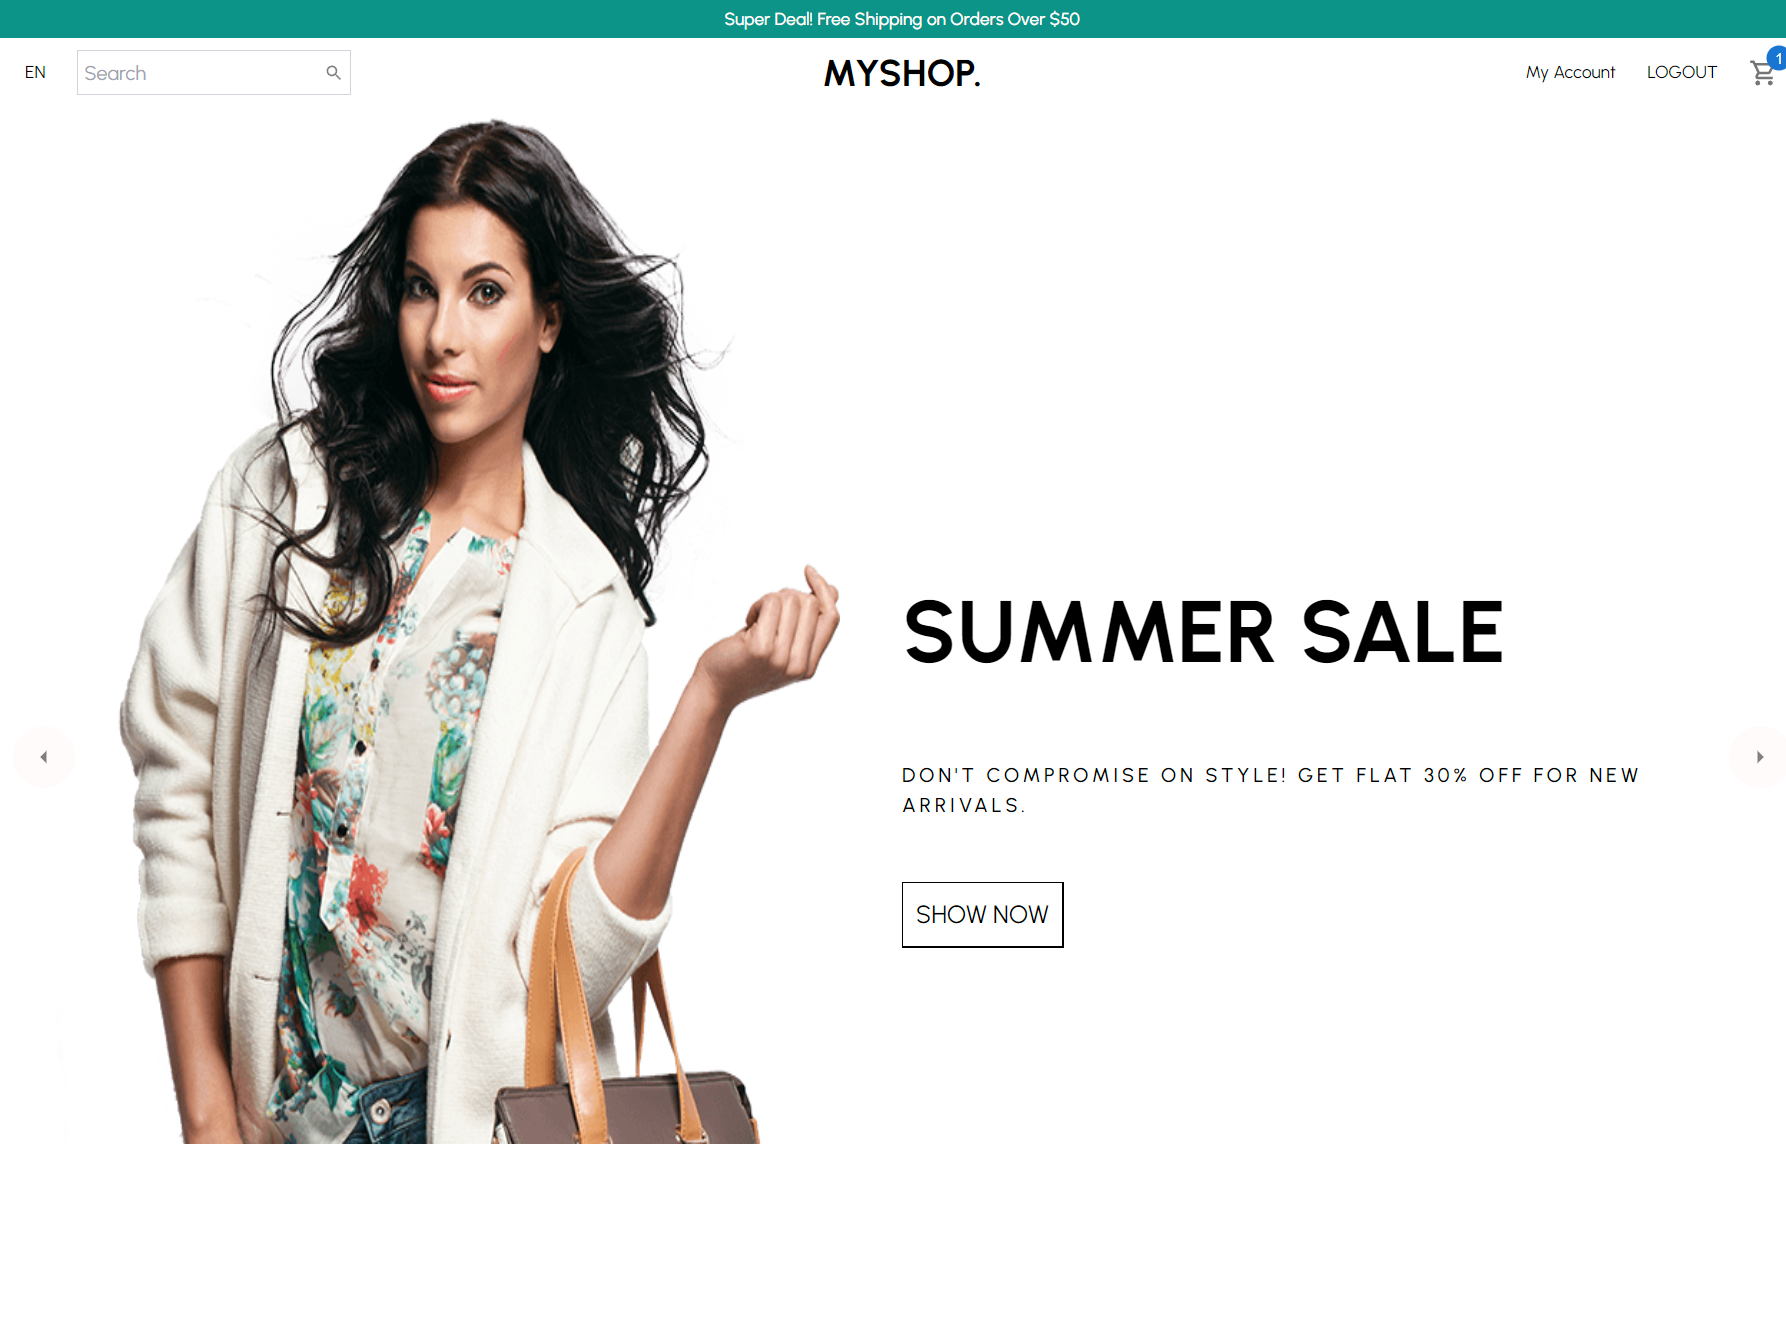 Super Deal! Free Shipping on Orders Over $50
EN
Search
MYSHOP.
My Account
LOGOUT
1
SUMMER SALE
DON'T COMPROMISE ON STYLE! GET FLAT 30% OFF FOR NEW
ARRIVALS.
SHOW NOW